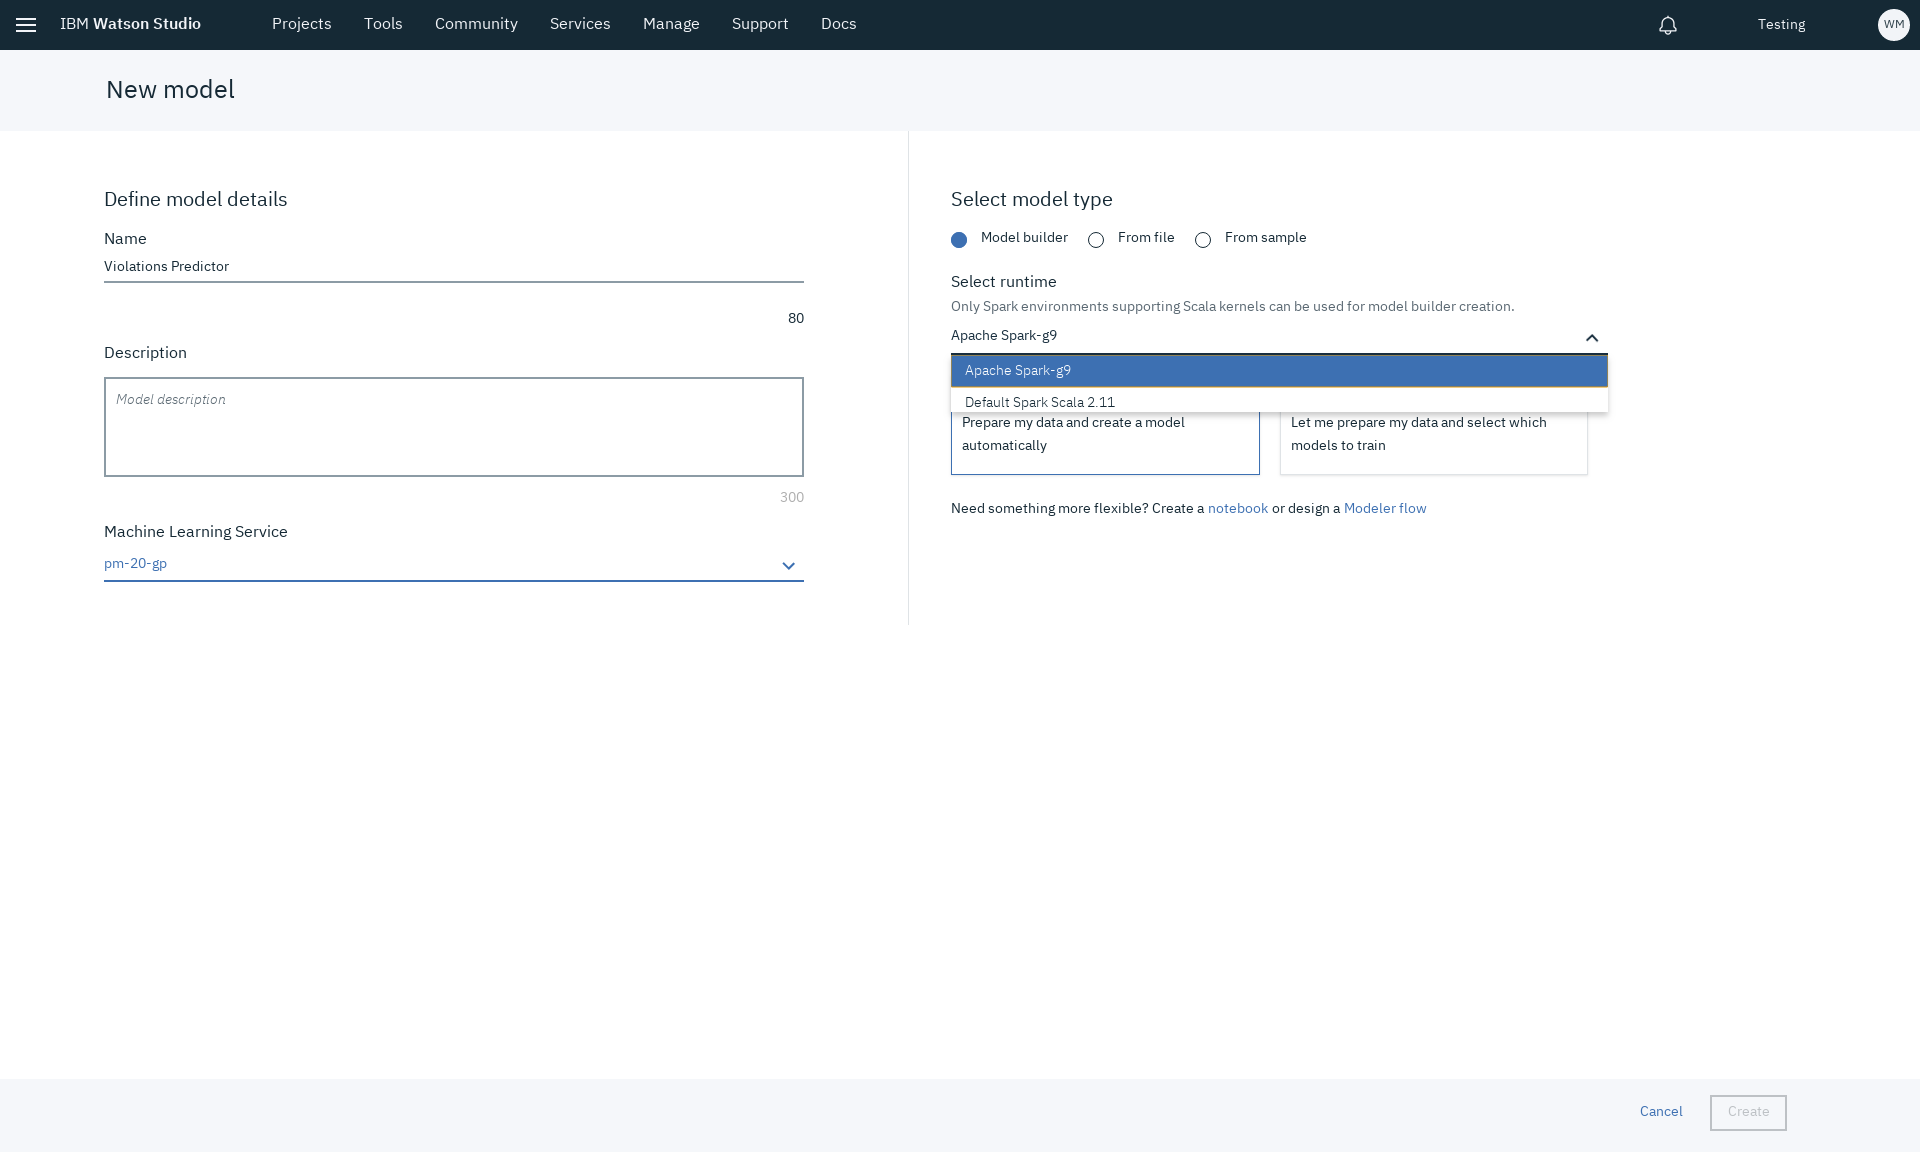 IBM Watson Studio
Projects
Tools
Community
Services
Manage
Support
Docs
Testing
WM
New model
Define model details
Name
Violations Predictor
80
Description
Model description
300
Machine Learning Service
pm-20-gp
Select model type
Model builder
From file
From sample
Select runtime
Only Spark environments supporting Scala kernels can be used for model builder creation.
Apache Spark-g9
Apache Spark-g9
Default Spark Scala 2.11
Prepare my data and create a model
automatically
Let me prepare my data and select which
models to train
Need something more flexible? Create a notebook or design a Modeler flow
Cancel
Create